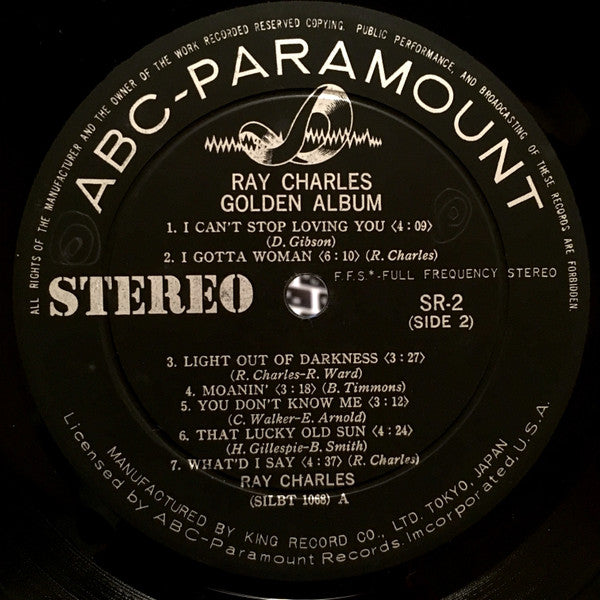 ALL RIGHTS OF THE MANUFACTURER AND THE OWNER OF THE WORK RECORDED RESERVED COPYING, PUBLIC PERFORMANCE, AND BROADCASTING OF THESE RECORDS ARE FORBIDDEN.
ABC-PARAMOUNT
RAY CHARLES
GOLDEN ALBUM
1. I CAN'T STOP LOVING YOU ⟨4:09⟩
(D. Gibson)
2. I GOTTA WOMAN ⟨6:10⟩ (R. Charles)
F.F.S.*-FULL FREQUENCY STEREO
STEREO
SR-2
(SIDE 2)
3. LIGHT OUT OF DARKNESS ⟨3:27⟩
(R. Charles-R. Ward)
4. MOANIN' ⟨3:18⟩ (B. Timmons)
5. YOU DON'T KNOW ME ⟨3:12⟩
(C. Walker-E. Arnold)
6. THAT LUCKY OLD SUN ⟨4:24⟩
(H. Gillespie-B. Smith)
7. WHAT'D I SAY ⟨4:37⟩ (R. Charles)
RAY CHARLES
(SILBT 1068) A
MANUFACTURED BY KING RECORD CO., LTD. TOKYO, JAPAN
Licensed by ABC-Paramount Records. Incorporated, U.S.A.